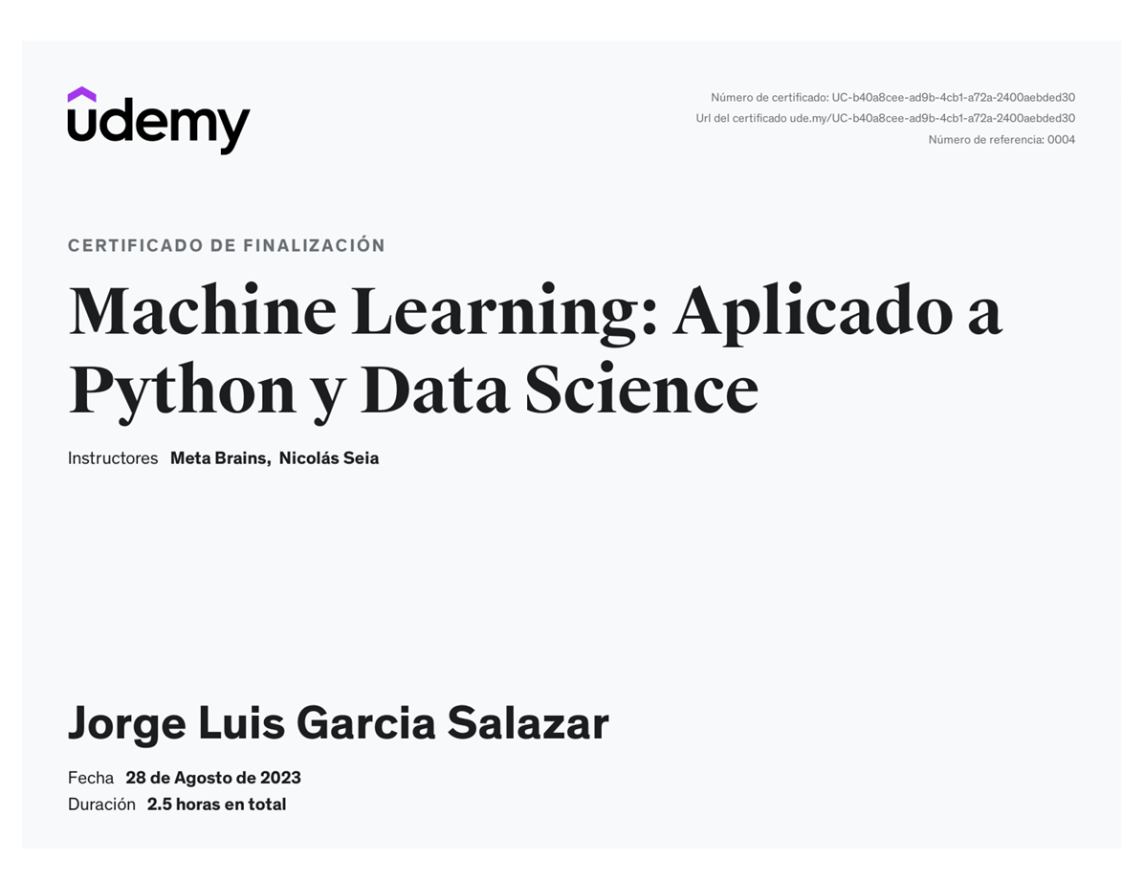 udemy
Número de certificado: UC-b40a8cee-ad9b-4cb1-a72a-2400aebded30
Url del certificado ude.my/UC-b40a8cee-ad9b-4cb1-a72a-2400aebded30
Número de referencia: 0004
CERTIFICADO DE FINALIZACIÓN
Machine Learning: Aplicado a
Python y Data Science
Instructores Meta Brains, Nicolás Seia
Jorge Luis Garcia Salazar
Fecha 28 de Agosto de 2023
Duración 2.5 horas en total